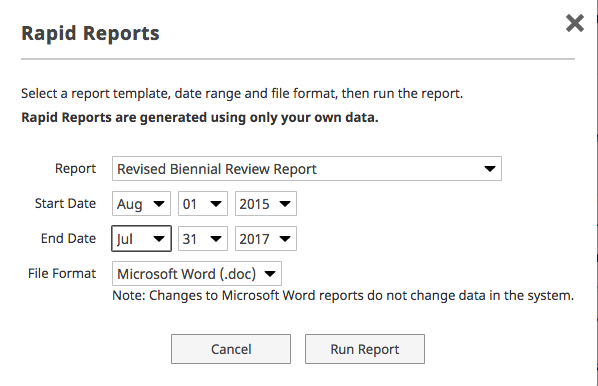 Rapid Reports
Select a report template, date range and file format, then run the report.
Rapid Reports are generated using only your own data.
Report Revised Biennial Review Report
Start Date Aug 01 2015
End Date Jul 31 2017
File Format Microsoft Word (.doc)
Note: Changes to Microsoft Word reports do not change data in the system.
Cancel Run Report